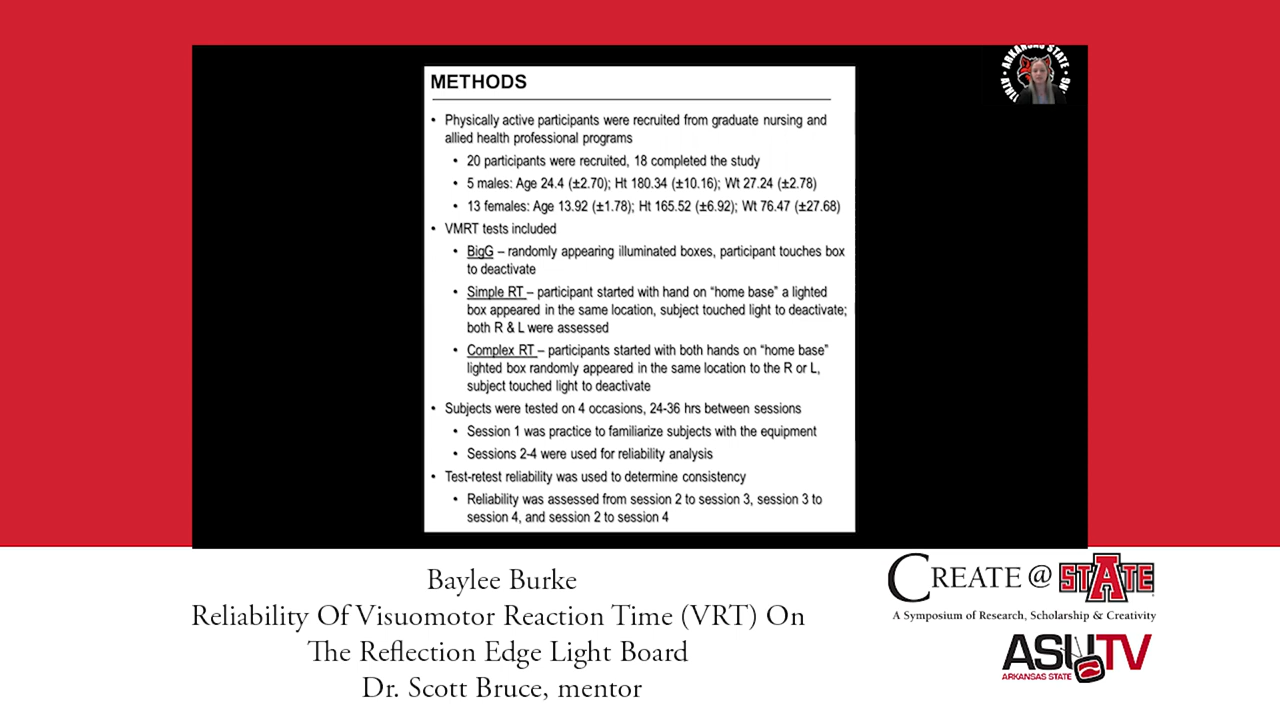 ARKANSAS STATE
METHODS
• Physically active participants were recruited from graduate nursing and
allied health professional programs
• 20 participants were recruited, 18 completed the study
• 5 males: Age 24.4 (±2.70); Ht 180.34 (±10.16); Wt 27.24 (±2.78)
• 13 females: Age 13.92 (±1.78); Ht 165.52 (±6.92); Wt 76.47 (±27.68)
• VMRT tests included
• BigG – randomly appearing illuminated boxes, participant touches box
to deactivate
• Simple RT – participant started with hand on “home base” a lighted
box appeared in the same location, subject touched light to deactivate;
both R & L were assessed
• Complex RT – participants started with both hands on “home base”
lighted box randomly appeared in the same location to the R or L,
subject touched light to deactivate
• Subjects were tested on 4 occasions, 24-36 hrs between sessions
• Session 1 was practice to familiarize subjects with the equipment
• Sessions 2-4 were used for reliability analysis
• Test-retest reliability was used to determine consistency
• Reliability was assessed from session 2 to session 3, session 3 to
session 4, and session 2 to session 4
Baylee Burke
Reliability Of Visuomotor Reaction Time (VRT) On
The Reflection Edge Light Board
Dr. Scott Bruce, mentor
CREATE @ STATE
A Symposium of Research, Scholarship & Creativity
ASUTV
ARKANSAS STATE